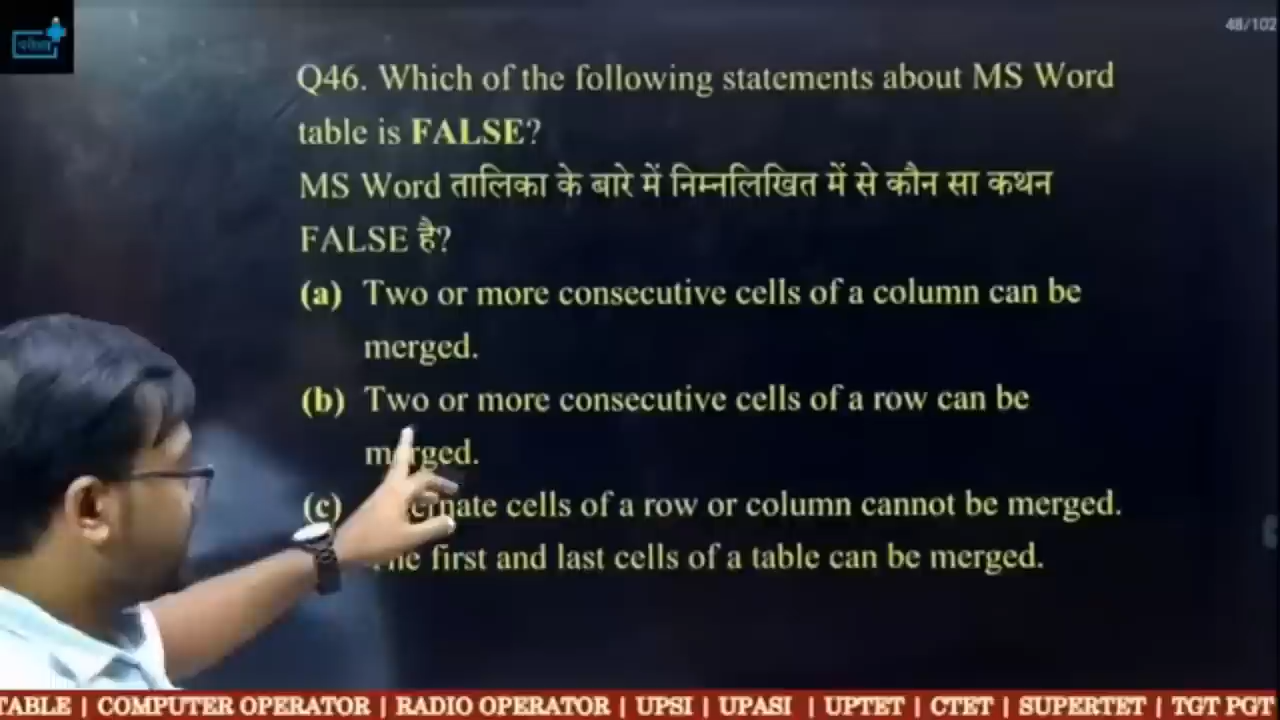 परीक्षा
48/102
Q46. Which of the following statements about MS Word
table is FALSE?
MS Word तालिका के बारे में निम्नलिखित में से कौन सा कथन
FALSE है?
(a) Two or more consecutive cells of a column can be
merged.
(b) Two or more consecutive cells of a row can be
merged.
(c) cells of a row or column cannot be merged.
first and last cells of a table can be merged.
TABLE | COMPUTER OPERATOR | RADIO OPERATOR | UPSI | UPASI | UPTET | CTET | SUPERTET | TGT PGT